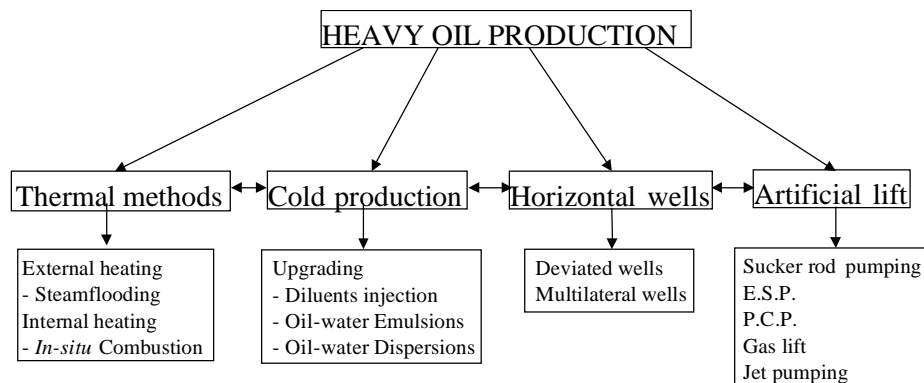 HEAVY OIL PRODUCTION
Thermal methods
Cold production
Horizontal wells
Artificial lift
External heating
- Steamflooding
Internal heating
- In-situ Combustion
Upgrading
- Diluents injection
- Oil-water Emulsions
- Oil-water Dispersions
Deviated wells
Multilateral wells
Sucker rod pumping
E.S.P.
P.C.P.
Gas lift
Jet pumping